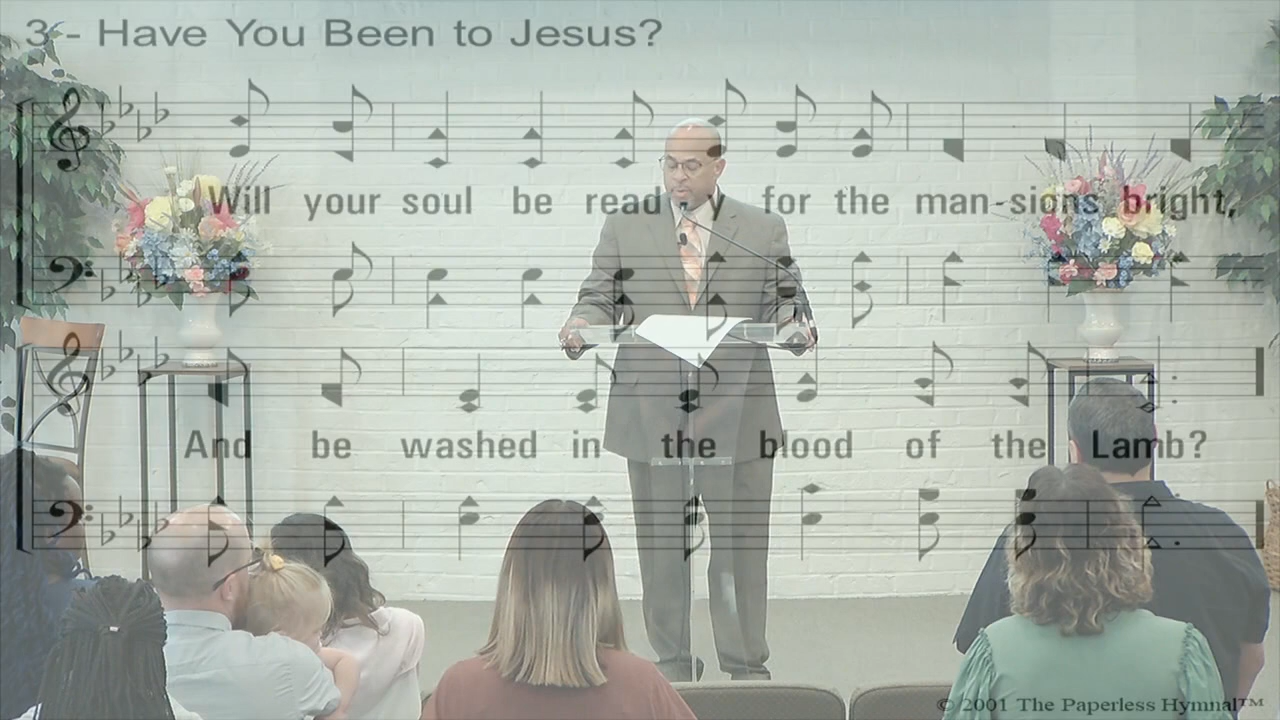 3 - Have You Been to Jesus?
Will your soul be read y for the man-sions bright,
And be washed in the blood of the Lamb?
© 2001 The Paperless Hymnal™